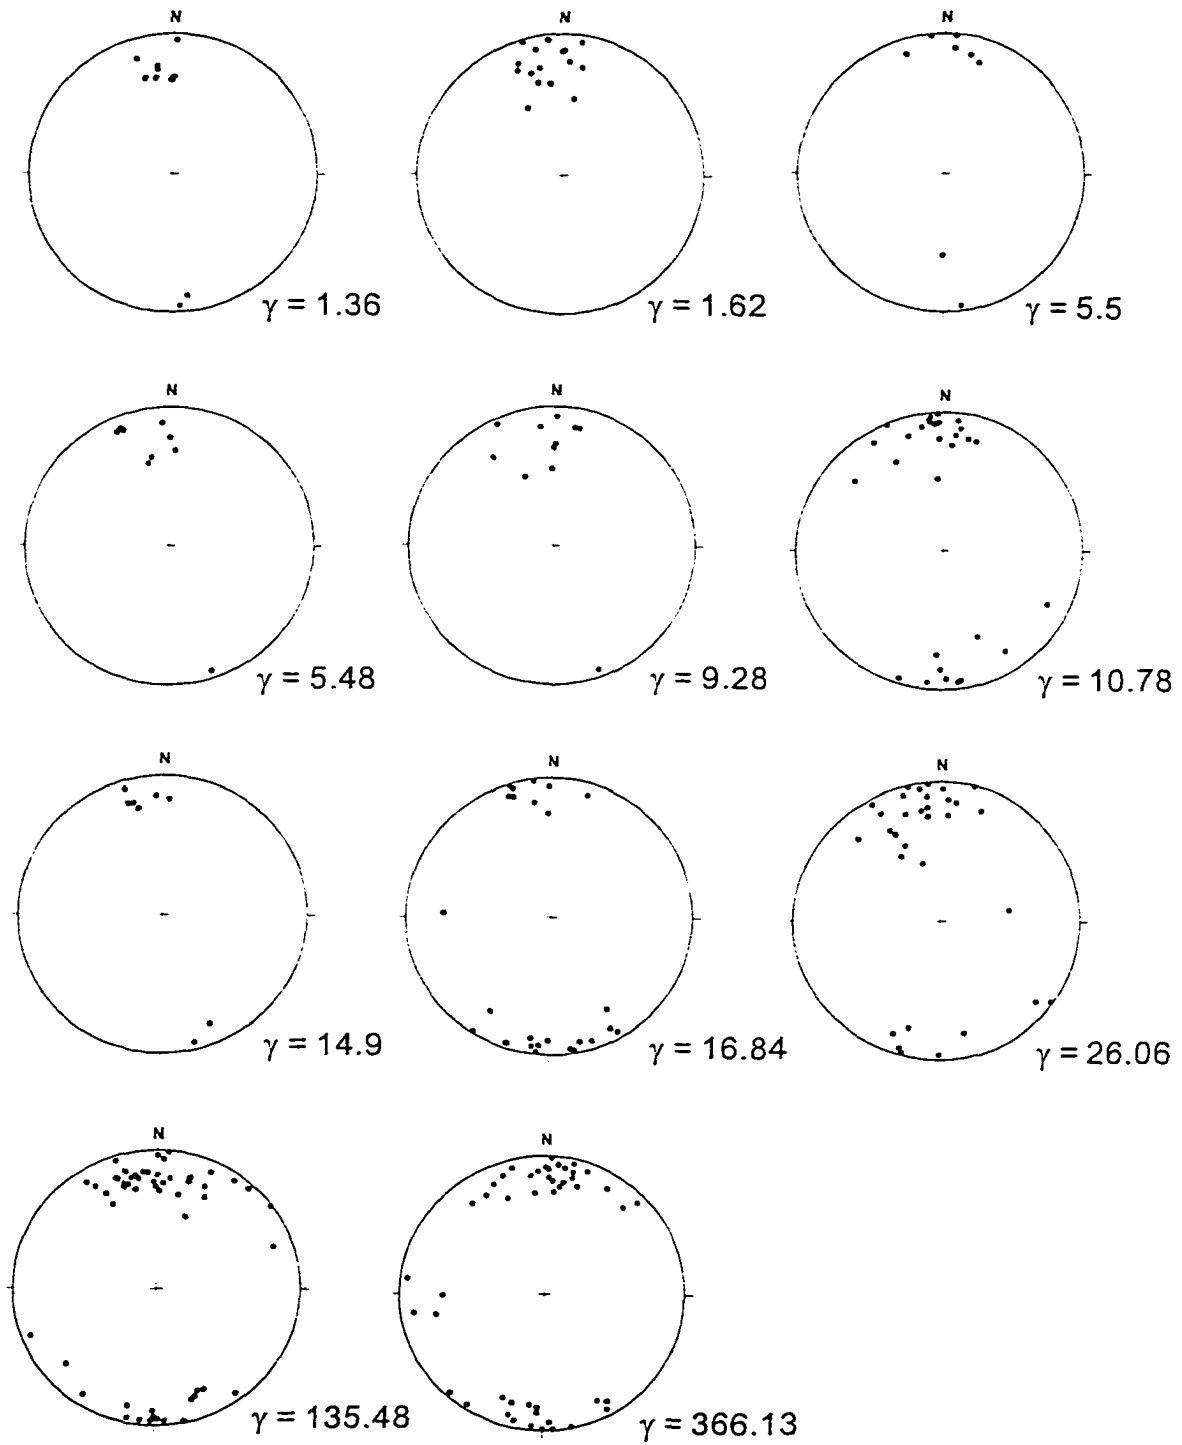 N N N
γ = 1.36 γ = 1.62 γ = 5.5
N N N
γ = 5.48 γ = 9.28 γ = 10.78
N N N
γ = 14.9 γ = 16.84 γ = 26.06
N N
γ = 135.48 γ = 366.13